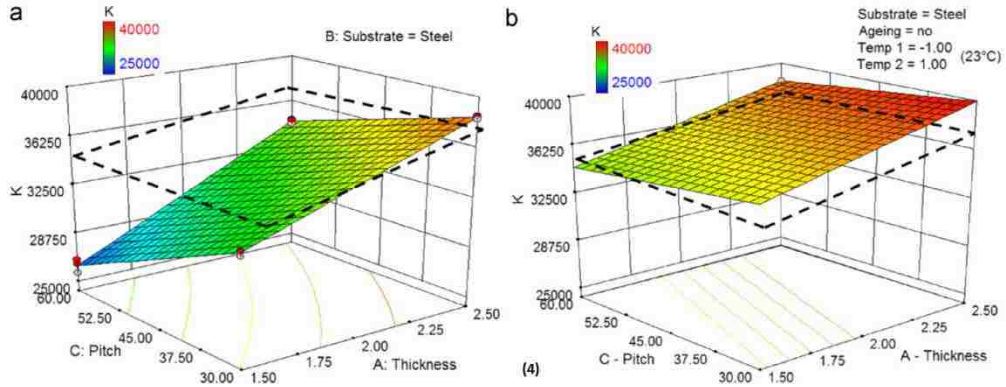 a
K
40000
25000
B: Substrate = Steel
40000
36250
32500
28750
25000
K
60.00
52.50
45.00
37.50
30.00
C: Pitch
1.50
1.75
2.00
2.25
2.50
A: Thickness
b
K
40000
25000
Substrate = Steel
Ageing = no
Temp 1 = -1.00
Temp 2 = 1.00 (23°C)
40000
36250
32500
28750
25000
K
60.00
52.50
45.00
37.50
30.00
C - Pitch
1.50
1.75
2.00
2.25
2.50
A - Thickness
(4)